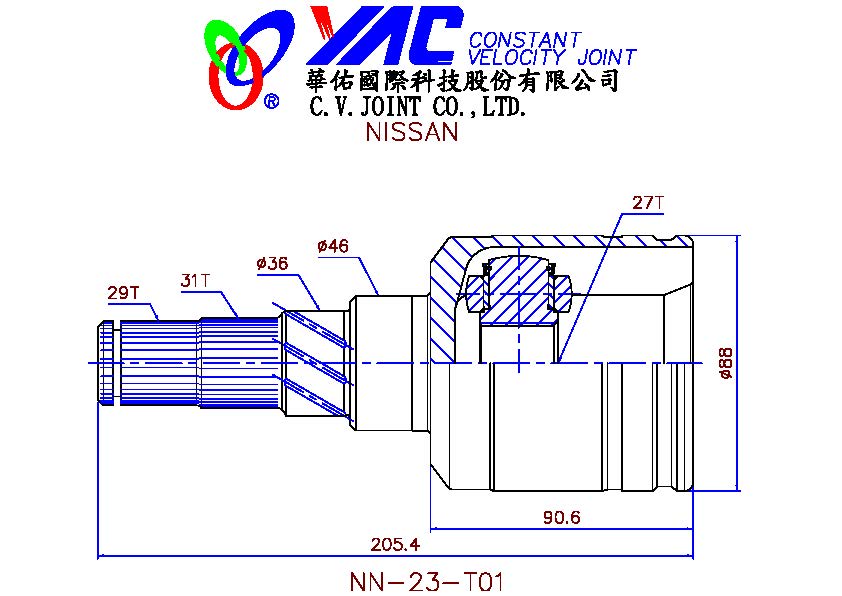 YAC CONSTANT
VELOCITY JOINT
®
華佑國際科技股份有限公司
C.V.JOINT CO.,LTD.
NISSAN
27T
ø46
ø36
31T
29T
ø88
90.6
205.4
NN-23-T01